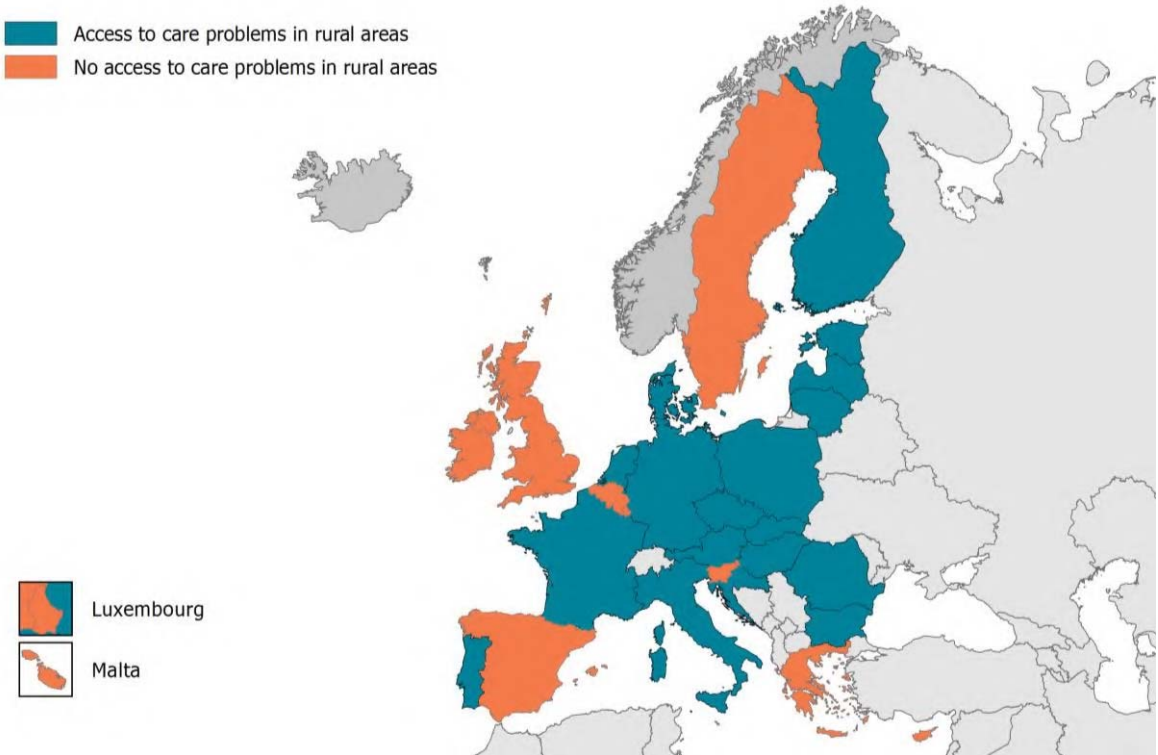 Access to care problems in rural areas
No access to care problems in rural areas
Luxembourg
Malta